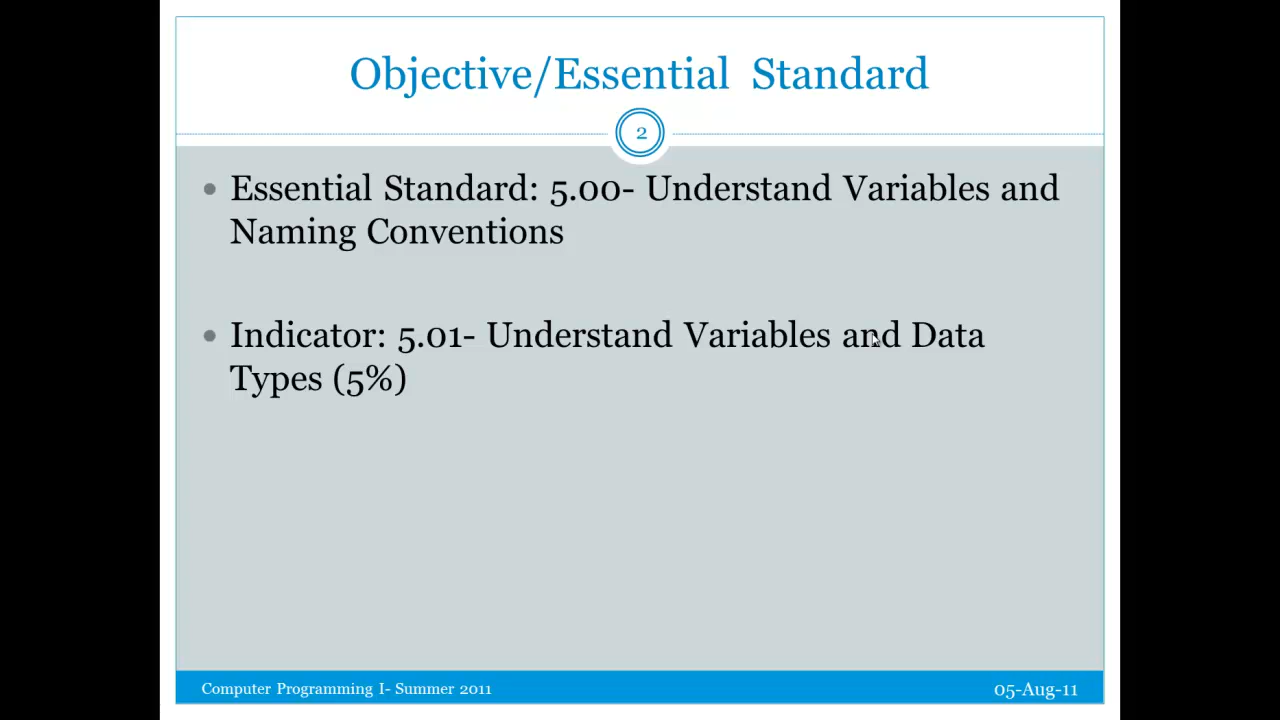 Objective/Essential Standard
2
Essential Standard: 5.00- Understand Variables and
Naming Conventions
Indicator: 5.01- Understand Variables and Data
Types (5%)
Computer Programming I- Summer 2011
05-Aug-11